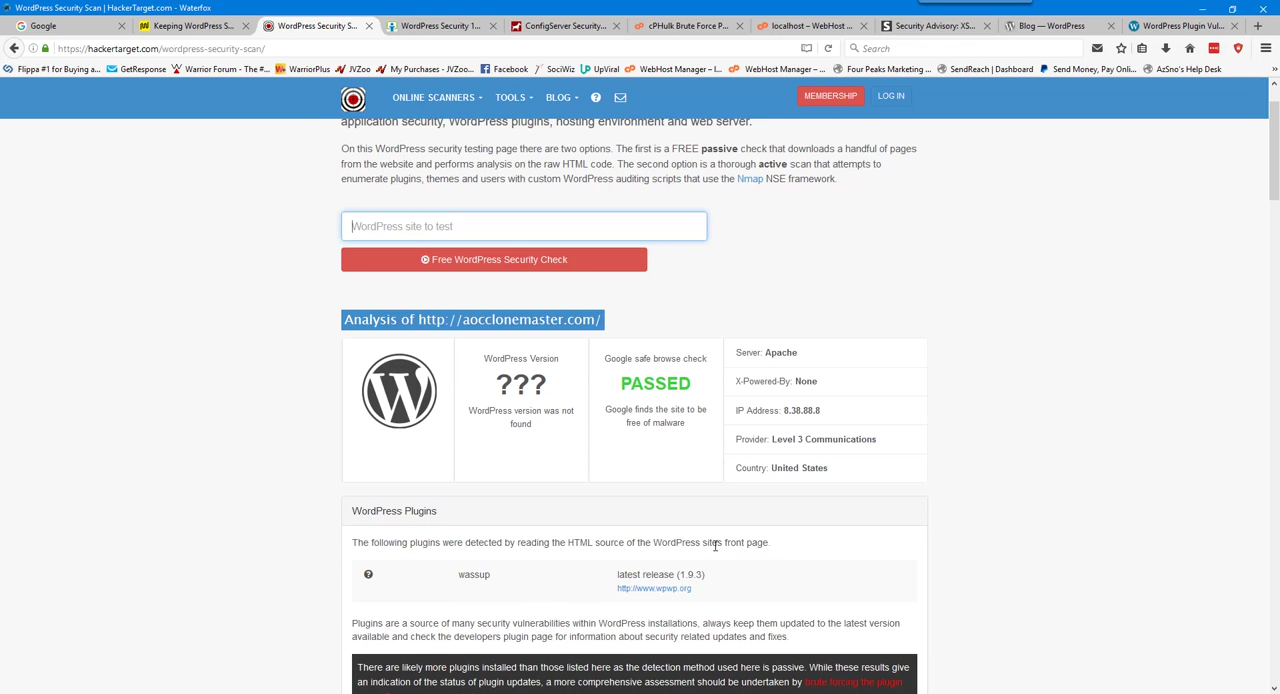 WordPress Security Scan | HackerTarget.com - Waterfox
Google
Keeping WordPress S...
WordPress Security S...
WordPress Security 1...
ConfigServer Security...
cPHulk Brute Force P...
localhost – WebHost ...
Security Advisory: XS...
Blog — WordPress
WordPress Plugin Vul...
https://hackertarget.com/wordpress-security-scan/
Search
Flippa #1 for Buying a...
GetResponse
Warrior Forum - The #...
WarriorPlus
JVZoo
My Purchases - JVZoo...
Facebook
SociWiz
UpViral
WebHost Manager – l...
WebHost Manager – ...
Four Peaks Marketing ...
SendReach | Dashboard
Send Money, Pay Onli...
AzSno's Help Desk
ONLINE SCANNERS
TOOLS
BLOG
MEMBERSHIP
LOG IN
application security, WordPress plugins, hosting environment and web server.
On this WordPress security testing page there are two options. The first is a FREE passive check that downloads a handful of pages
from the website and performs analysis on the raw HTML code. The second option is a thorough active scan that attempts to
enumerate plugins, themes and users with custom WordPress auditing scripts that use the Nmap NSE framework.
WordPress site to test
Free WordPress Security Check
Analysis of http://aocclonemaster.com/
WordPress Version
???
WordPress version was not
found
Google safe browse check
PASSED
Google finds the site to be
free of malware
Server: Apache
X-Powered-By: None
IP Address: 8.38.88.8
Provider: Level 3 Communications
Country: United States
WordPress Plugins
The following plugins were detected by reading the HTML source of the WordPress sites front page.
wassup
latest release (1.9.3)
http://www.wpwp.org
Plugins are a source of many security vulnerabilities within WordPress installations, always keep them updated to the latest version
available and check the developers plugin page for information about security related updates and fixes.
There are likely more plugins installed than those listed here as the detection method used here is passive. While these results give
an indication of the status of plugin updates, a more comprehensive assessment should be undertaken by brute forcing the plugin